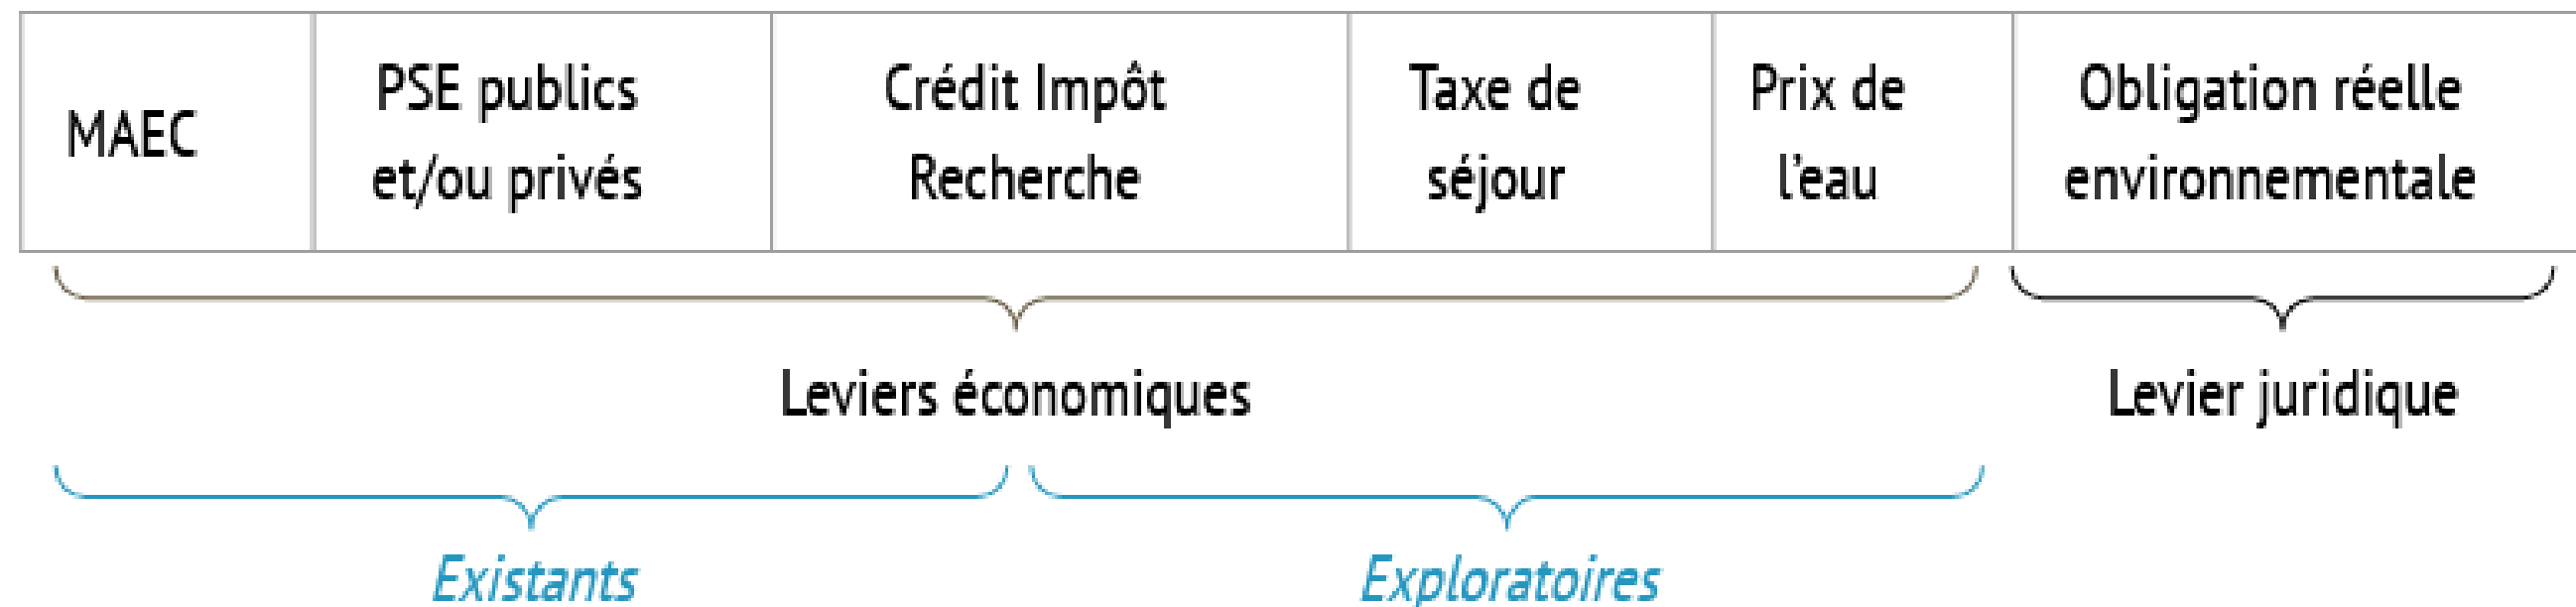 MAEC
PSE publics
et/ou privés
Crédit Impôt
Recherche
Taxe de
séjour
Prix de
l'eau
Obligation réelle
environnementale
Leviers économiques
Levier juridique
Existants
Exploratoires